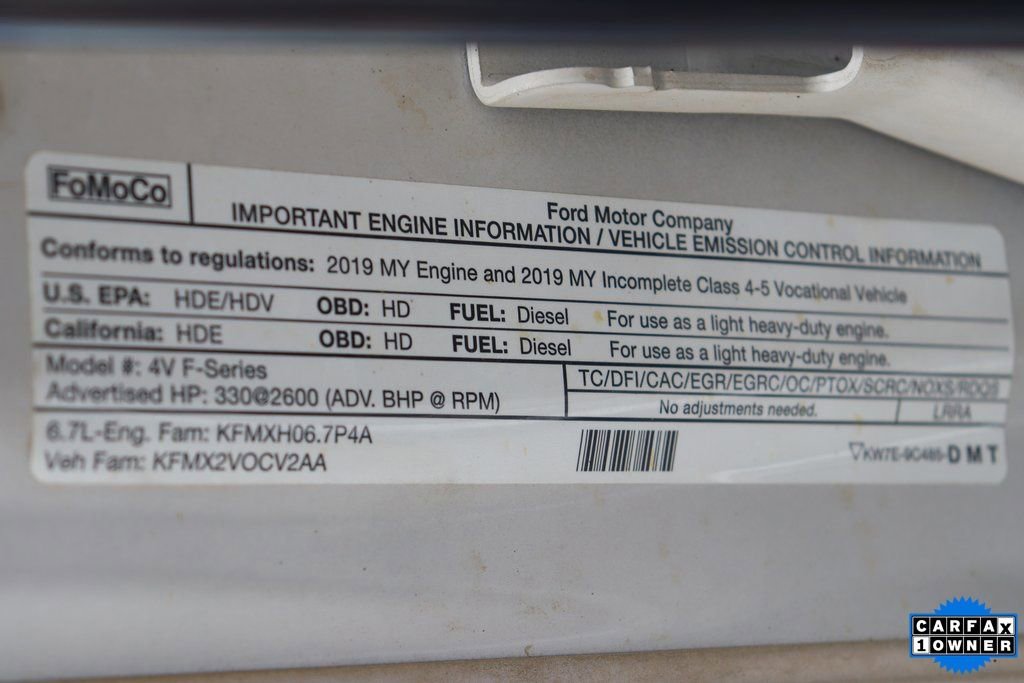 FoMoCo
Ford Motor Company
IMPORTANT ENGINE INFORMATION / VEHICLE EMISSION CONTROL INFORMATION
Conforms to regulations: 2019 MY Engine and 2019 MY Incomplete Class 4-5 Vocational Vehicle
U.S. EPA: HDE/HDV OBD: HD FUEL: Diesel For use as a light heavy-duty engine.
California: HDE OBD: HD FUEL: Diesel For use as a light heavy-duty engine.
Model #: 4V F-Series
Advertised HP: 330@2600 (ADV. BHP @ RPM)
TC/DFI/CAC/EGR/EGRC/OC/PTOX/SCRC/NOXS/RDQS
No adjustments needed. LRRA
6.7L-Eng. Fam: KFMXH06.7P4A
Veh Fam: KFMX2VOCV2AA
KW7E-9C485-DMT
CARFAX
1 OWNER